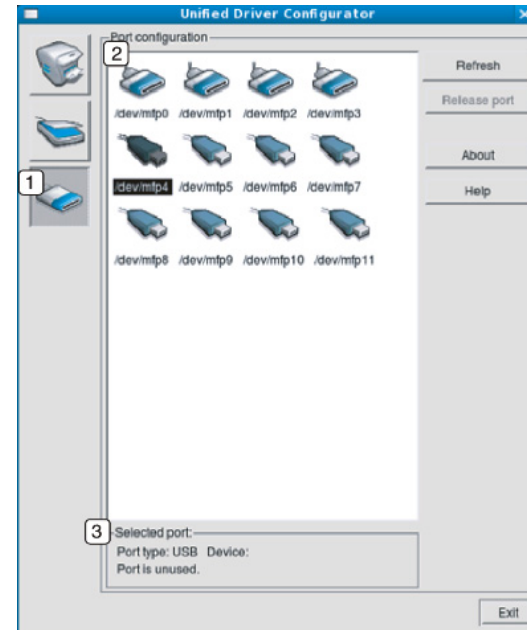 Unified Driver Configurator
Port configuration
2
/dev/mfp0 /dev/mfp1 /dev/mfp2 /dev/mfp3
1
/dev/mfp4 /dev/mfp5 /dev/mfp6 /dev/mfp7
/dev/mfp8 /dev/mfp9 /dev/mfp10 /dev/mfp11
Refresh
Release port
About
Help
3
Selected port:
Port type: USB Device:
Port is unused.
Exit